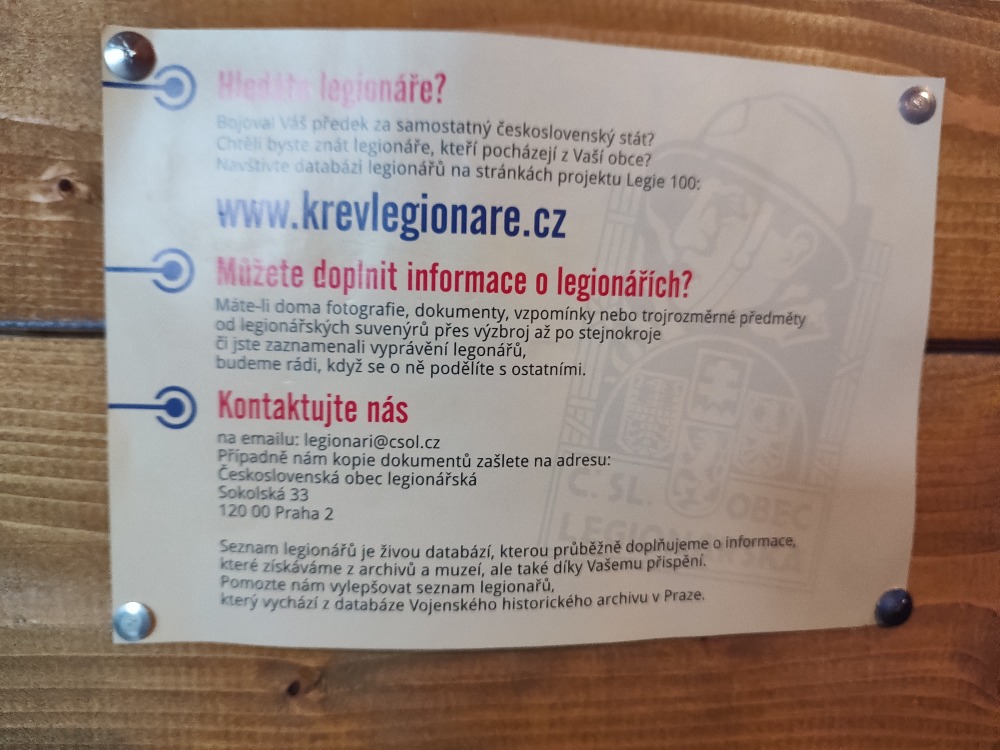 Hledáte legionáře?
Bojoval Váš předek za samostatný československý stát?
Chtěli byste znát legionáře, kteří pocházejí z Vaší obce?
Navštivte databázi legionářů na stránkách projektu Legie 100:
www.krevlegionare.cz
Můžete doplnit informace o legionářích?
Máte-li doma fotografie, dokumenty, vzpomínky nebo trojrozměrné předměty
od legionářských suvenýrů přes výzbroj až po stejnokroje
či jste zaznamenali vyprávění legonářů,
budeme rádi, když se o ně podělíte s ostatními.
Kontaktujte nás
na emailu: legionari@csol.cz
Případně nám kopie dokumentů zašlete na adresu:
Československá obec legionářská
Sokolská 33
120 00 Praha 2
Č. SL. OBEC
Seznam legionářů je živou databází, kterou průběžně doplňujeme o informace,
které získáváme z archivů a muzeí, ale také díky Vašemu přispění.
Pomozte nám vylepšovat seznam legionařů,
který vychází z databáze Vojenského historického archivu v Praze.